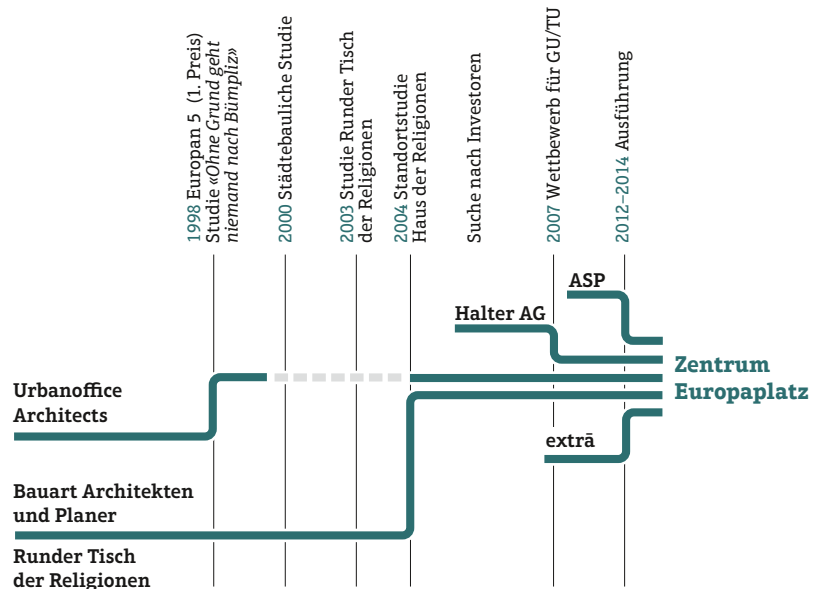 1998 Europan 5 (1. Preis)
Studie «Ohne Grund geht
niemand nach Bümpliz»
2000 Städtebauliche Studie
2003 Studie Runder Tisch
der Religionen
2004 Standortstudie
Haus der Religionen
Suche nach Investoren
2007 Wettbewerb für GU/TU
2012–2014 Ausführung
ASP
Halter AG
Zentrum
Europaplatz
Urbanoffice
Architects
extrā
Bauart Architekten
und Planer
Runder Tisch
der Religionen